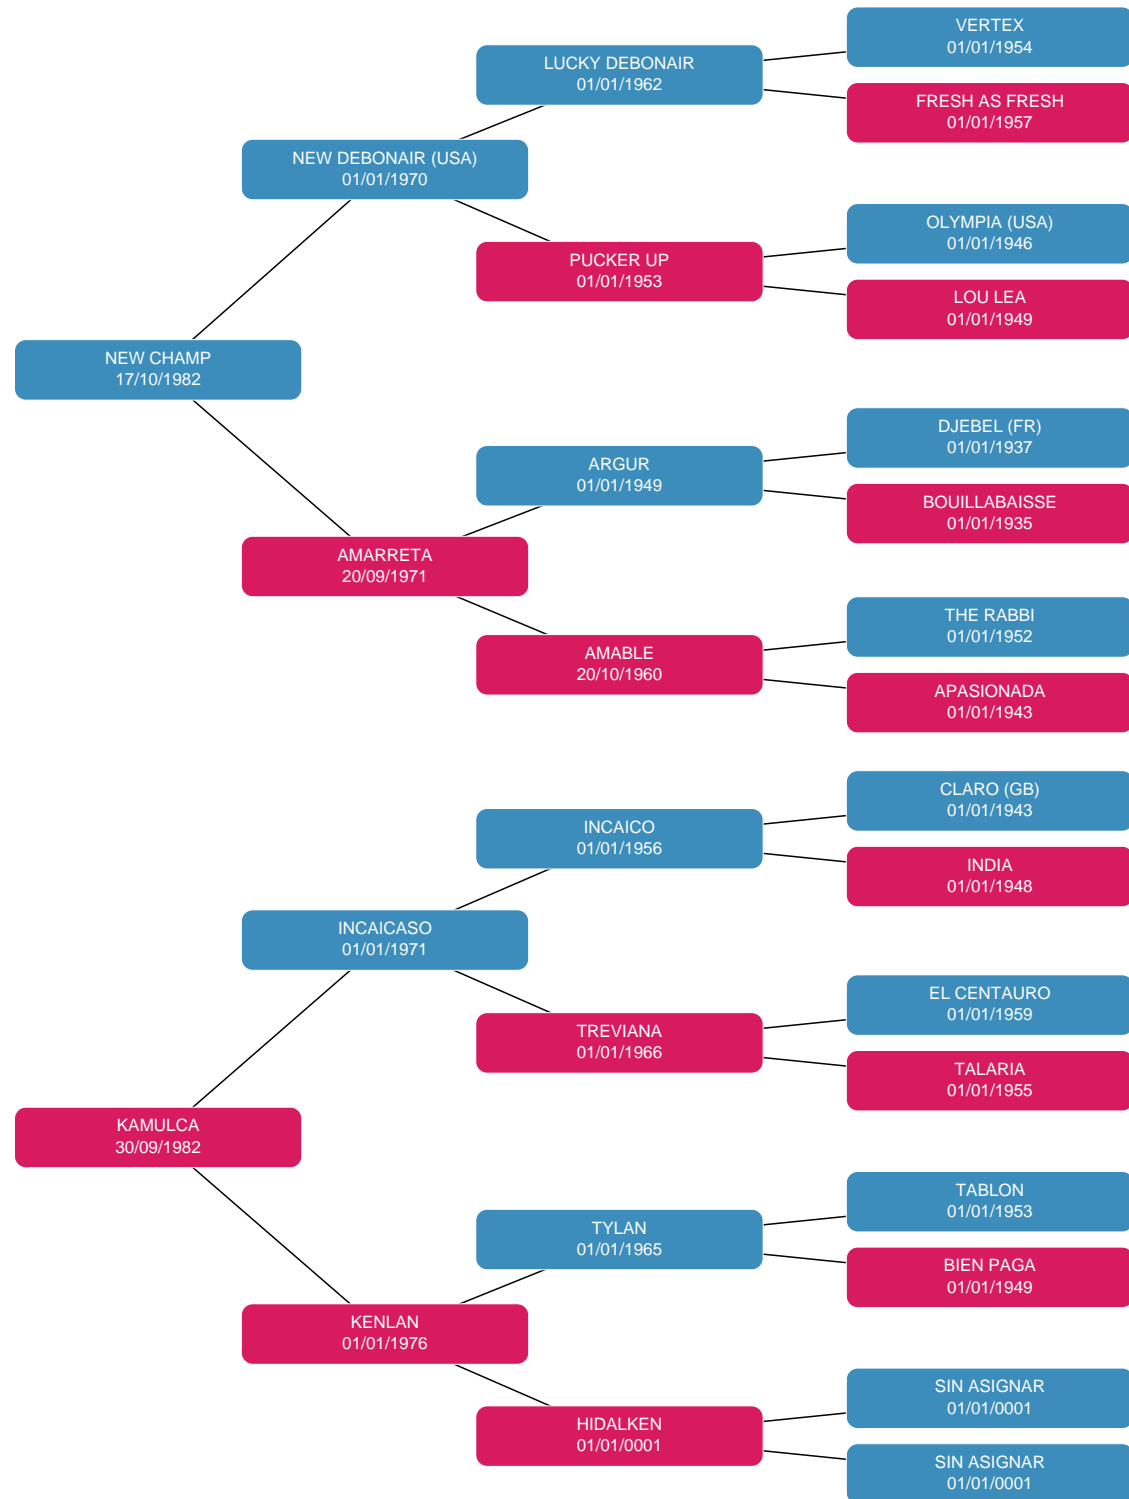 VERTEX
01/01/1954
LUCKY DEBONAIR
01/01/1962
FRESH AS FRESH
01/01/1957
NEW DEBONAIR (USA)
01/01/1970
OLYMPIA (USA)
01/01/1946
PUCKER UP
01/01/1953
LOU LEA
01/01/1949
NEW CHAMP
17/10/1982
DJEBEL (FR)
01/01/1937
ARGUR
01/01/1949
BOUILLABAISSE
01/01/1935
AMARRETA
20/09/1971
THE RABBI
01/01/1952
AMABLE
20/10/1960
APASIONADA
01/01/1943
CLARO (GB)
01/01/1943
INCAICO
01/01/1956
INDIA
01/01/1948
INCAICASO
01/01/1971
EL CENTAURO
01/01/1959
TREVIANA
01/01/1966
TALARIA
01/01/1955
KAMULCA
30/09/1982
TABLON
01/01/1953
TYLAN
01/01/1965
BIEN PAGA
01/01/1949
KENLAN
01/01/1976
SIN ASIGNAR
01/01/0001
HIDALKEN
01/01/0001
SIN ASIGNAR
01/01/0001